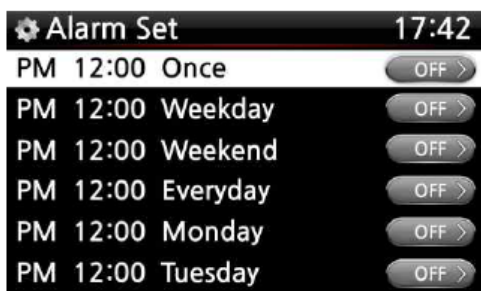 Alarm Set 17:42
PM 12:00 Once OFF
PM 12:00 Weekday OFF
PM 12:00 Weekend OFF
PM 12:00 Everyday OFF
PM 12:00 Monday OFF
PM 12:00 Tuesday OFF